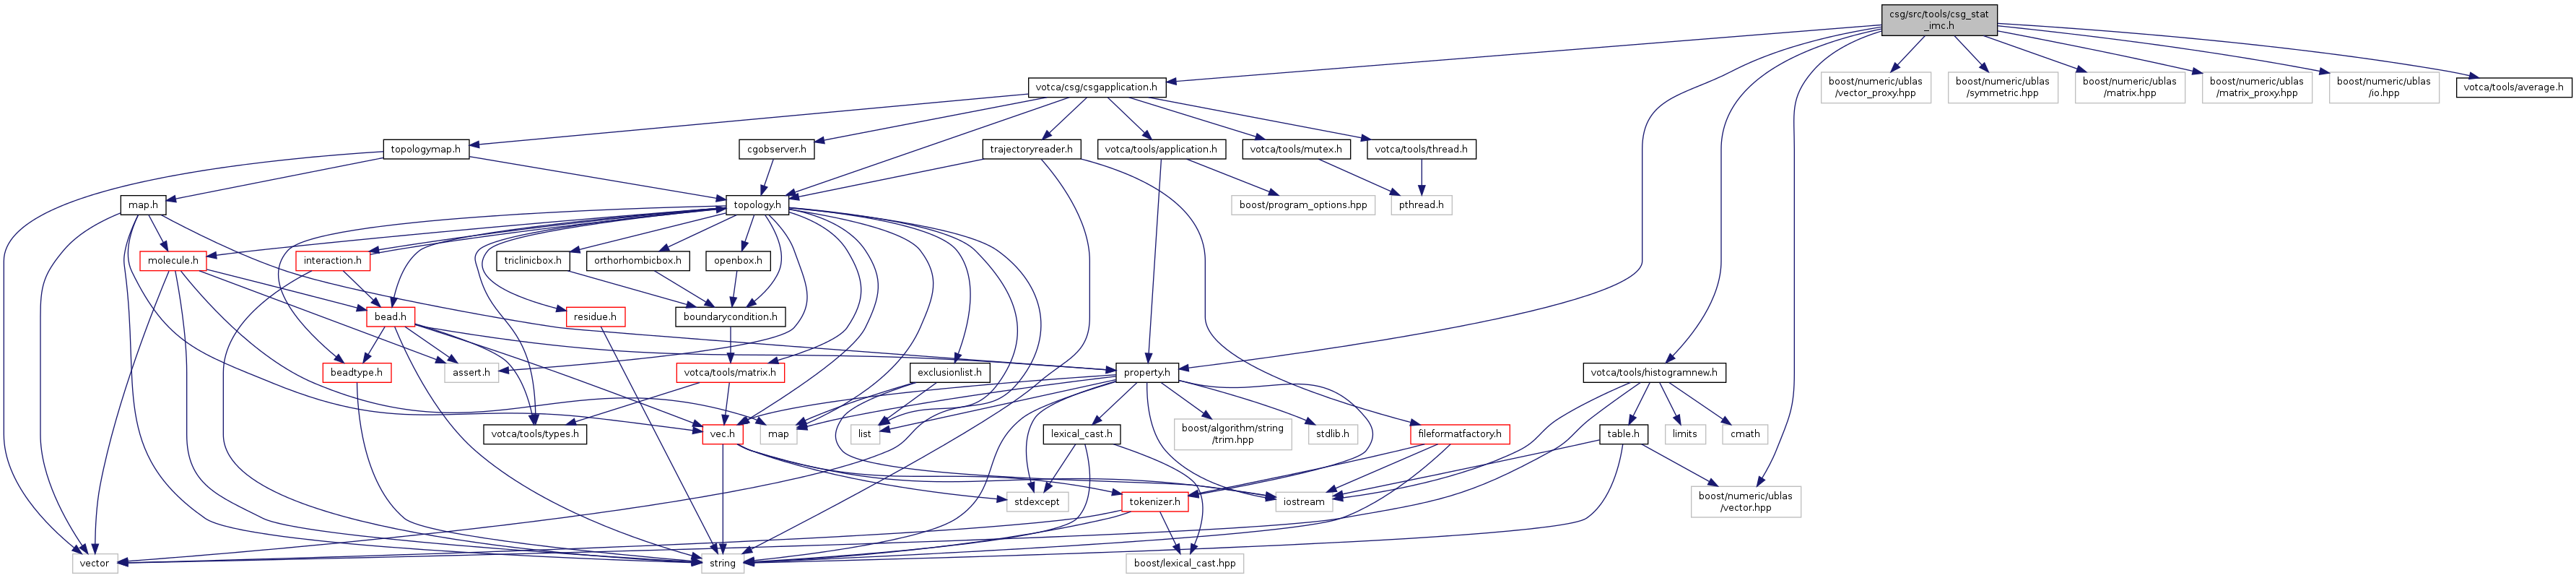 csg/src/tools/csg_stat
_imc.h
votca/csg/csgapplication.h
boost/numeric/ublas
/vector_proxy.hpp
boost/numeric/ublas
/symmetric.hpp
boost/numeric/ublas
/matrix.hpp
boost/numeric/ublas
/matrix_proxy.hpp
boost/numeric/ublas
/io.hpp
votca/tools/average.h
topologymap.h
cgobserver.h
trajectoryreader.h
votca/tools/application.h
votca/tools/mutex.h
votca/tools/thread.h
map.h
topology.h
boost/program_options.hpp
pthread.h
molecule.h
interaction.h
triclinicbox.h
orthorhombicbox.h
openbox.h
bead.h
residue.h
boundarycondition.h
beadtype.h
assert.h
votca/tools/matrix.h
exclusionlist.h
property.h
votca/tools/histogramnew.h
votca/tools/types.h
vec.h
map
list
lexical_cast.h
boost/algorithm/string
/trim.hpp
stdlib.h
fileformatfactory.h
table.h
limits
cmath
stdexcept
tokenizer.h
iostream
boost/numeric/ublas
/vector.hpp
vector
string
boost/lexical_cast.hpp